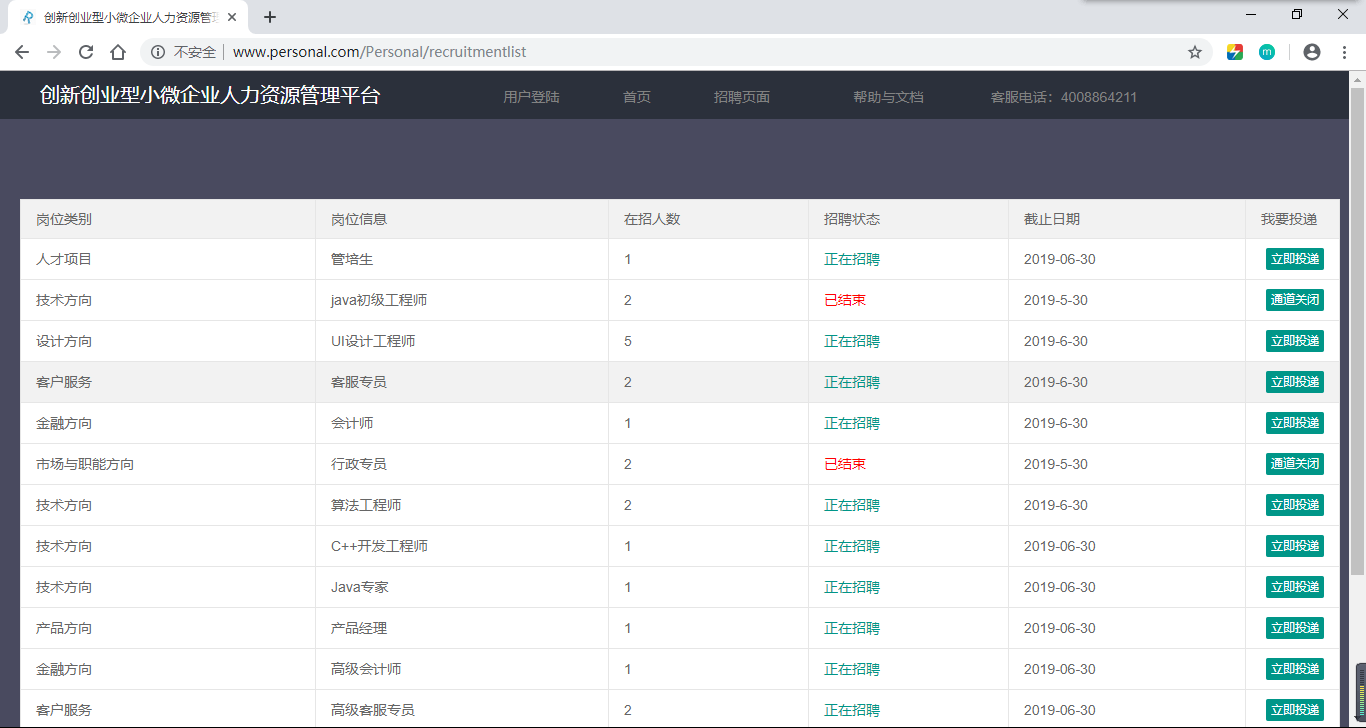 创新创业型小微企业人力资源管理
不安全 www.personal.com/Personal/recruitmentlist
创新创业型小微企业人力资源管理平台 用户登陆 首页 招聘页面 帮助与文档 客服电话：4008864211
岗位类别 岗位信息 在招人数 招聘状态 截止日期 我要投递
人才项目 管培生 1 正在招聘 2019-06-30 立即投递
技术方向 java初级工程师 2 已结束 2019-5-30 通道关闭
设计方向 UI设计工程师 5 正在招聘 2019-6-30 立即投递
客户服务 客服专员 2 正在招聘 2019-6-30 立即投递
金融方向 会计师 1 正在招聘 2019-6-30 立即投递
市场与职能方向 行政专员 2 已结束 2019-5-30 通道关闭
技术方向 算法工程师 2 正在招聘 2019-6-30 立即投递
技术方向 C++开发工程师 1 正在招聘 2019-06-30 立即投递
技术方向 Java专家 1 正在招聘 2019-06-30 立即投递
产品方向 产品经理 1 正在招聘 2019-06-30 立即投递
金融方向 高级会计师 1 正在招聘 2019-06-30 立即投递
客户服务 高级客服专员 2 正在招聘 2019-06-30 立即投递